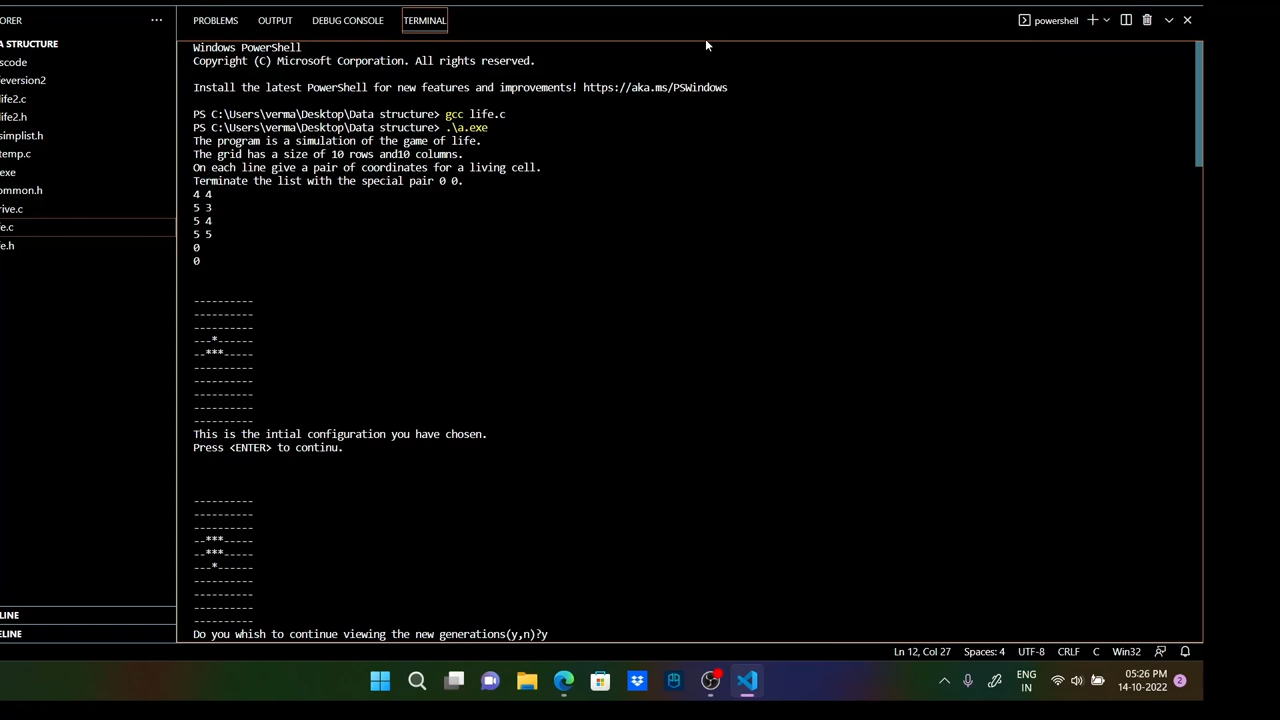 ORER
PROBLEMS OUTPUT DEBUG CONSOLE TERMINAL
powershell
A STRUCTURE
scode
feversion2
life2.c
life2.h
simplist.h
temp.c
exe
ommon.h
rive.c
fe.c
fe.h
LINE
ELINE
Windows PowerShell
Copyright (C) Microsoft Corporation. All rights reserved.
Install the latest PowerShell for new features and improvements! https://aka.ms/PSWindows
PS C:\Users\verma\Desktop\Data structure> gcc life.c
PS C:\Users\verma\Desktop\Data structure> .\a.exe
The program is a simulation of the game of life.
The grid has a size of 10 rows and10 columns.
On each line give a pair of coordinates for a living cell.
Terminate the list with the special pair 0 0.
4 4
5 3
5 4
5 5
0
0
----------
----------
----------
---*------
--***-----
----------
----------
----------
----------
----------
This is the intial configuration you have chosen.
Press <ENTER> to continu.
----------
----------
----------
--***-----
--***-----
---*------
----------
----------
----------
----------
Do you whish to continue viewing the new generations(y,n)?y
Ln 12, Col 27 Spaces: 4 UTF-8 CRLF C Win32
ENG
IN
05:26 PM
14-10-2022
2